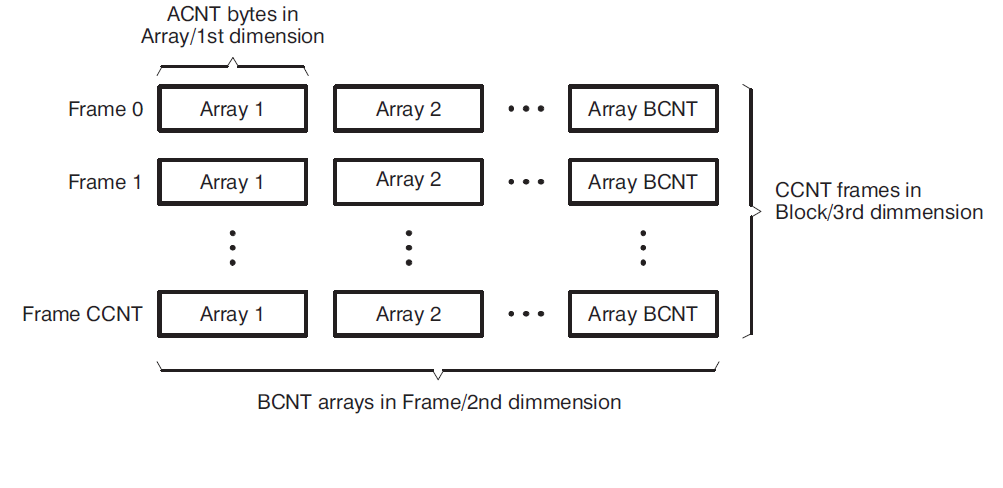 ACNT bytes in
Array/1st dimension
Frame 0 Array 1 Array 2 Array BCNT
Frame 1 Array 1 Array 2 Array BCNT
CCNT frames in
Block/3rd dimmension
Frame CCNT Array 1 Array 2 Array BCNT
BCNT arrays in Frame/2nd dimmension